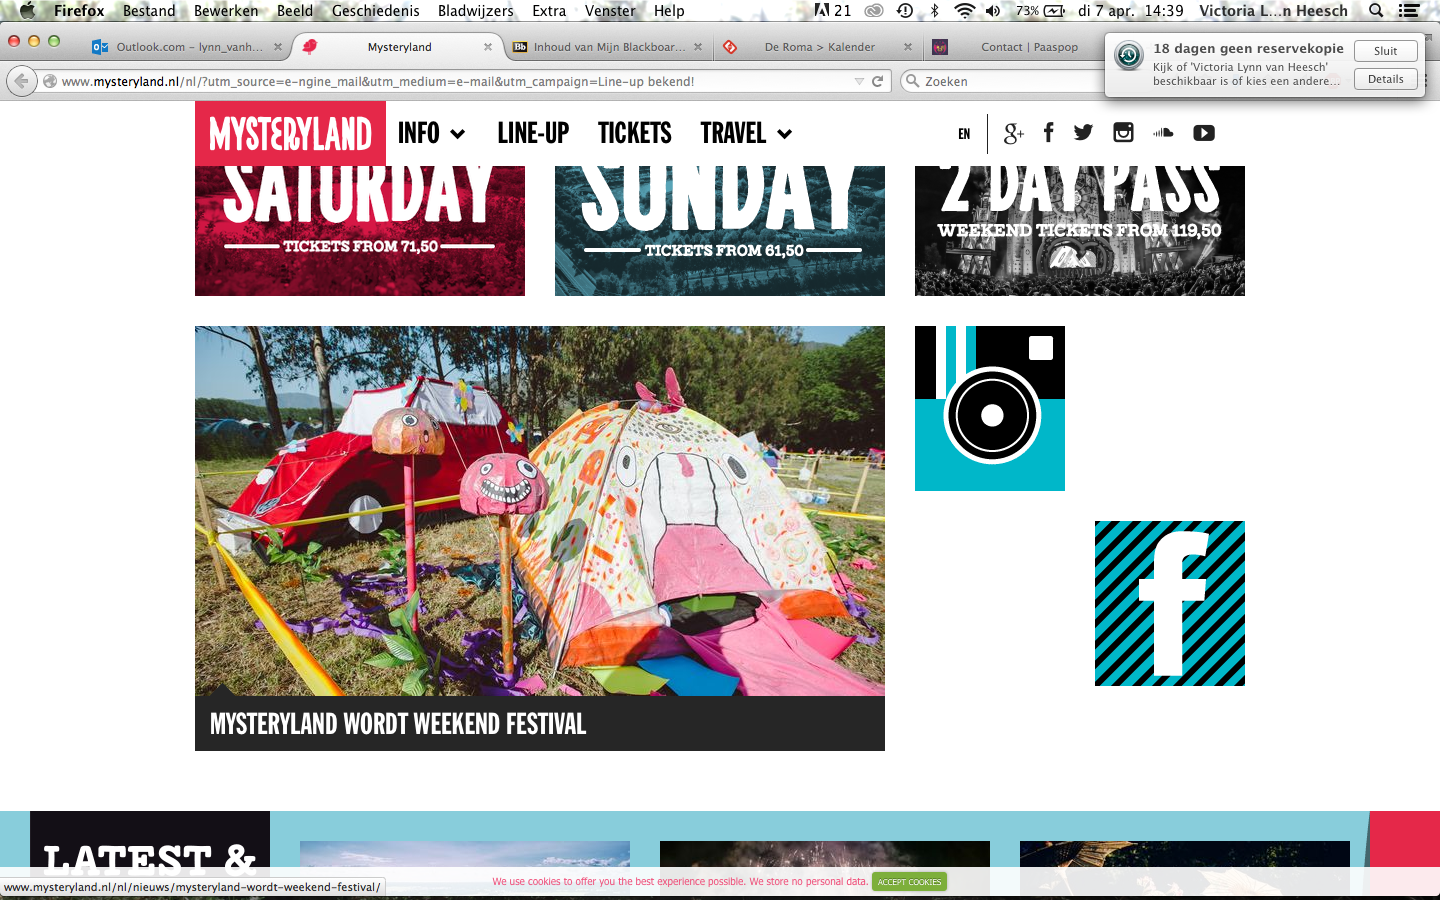 Firefox Bestand Bewerken Beeld Geschiedenis Bladwijzers Extra Venster Help 21 73% di 7 apr. 14:39 Victoria L...n Heesch
Outlook.com - lynn_vanh... Mysteryland Bb Inhoud van Mijn Blackboar... De Roma > Kalender Contact | Paaspop
18 dagen geen reservekopie
Kijk of 'Victoria Lynn van Heesch'
beschikbaar is of kies een andere...
Sluit
Details
www.mysteryland.nl/nl/?utm_source=e-ngine_mail&utm_medium=e-mail&utm_campaign=Line-up bekend! Zoeken
MYSTERYLAND INFO LINE-UP TICKETS TRAVEL EN g+ f
SATURDAY
TICKETS FROM 71,50
SUNDAY
TICKETS FROM 61,50
2 DAY PASS
WEEKEND TICKETS FROM 119,50
f
MYSTERYLAND WORDT WEEKEND FESTIVAL
LATEST &
We use cookies to offer you the best experience possible. We store no personal data. ACCEPT COOKIES
www.mysteryland.nl/nl/nieuws/mysteryland-wordt-weekend-festival/